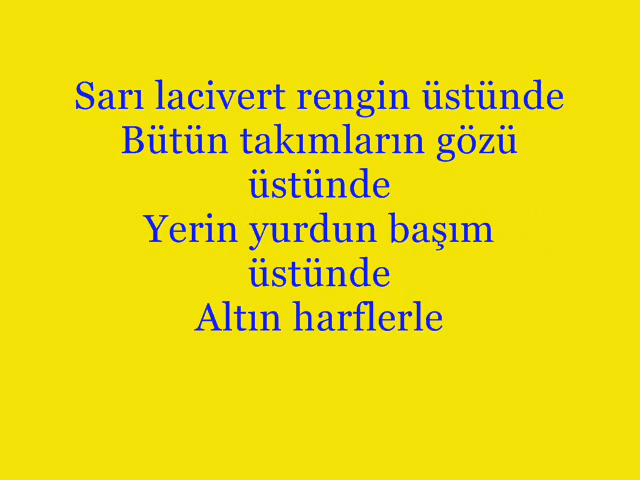 Sarı lacivert rengin üstünde
Bütün takımların gözü
üstünde
Yerin yurdun başım
üstünde
Altın harflerle